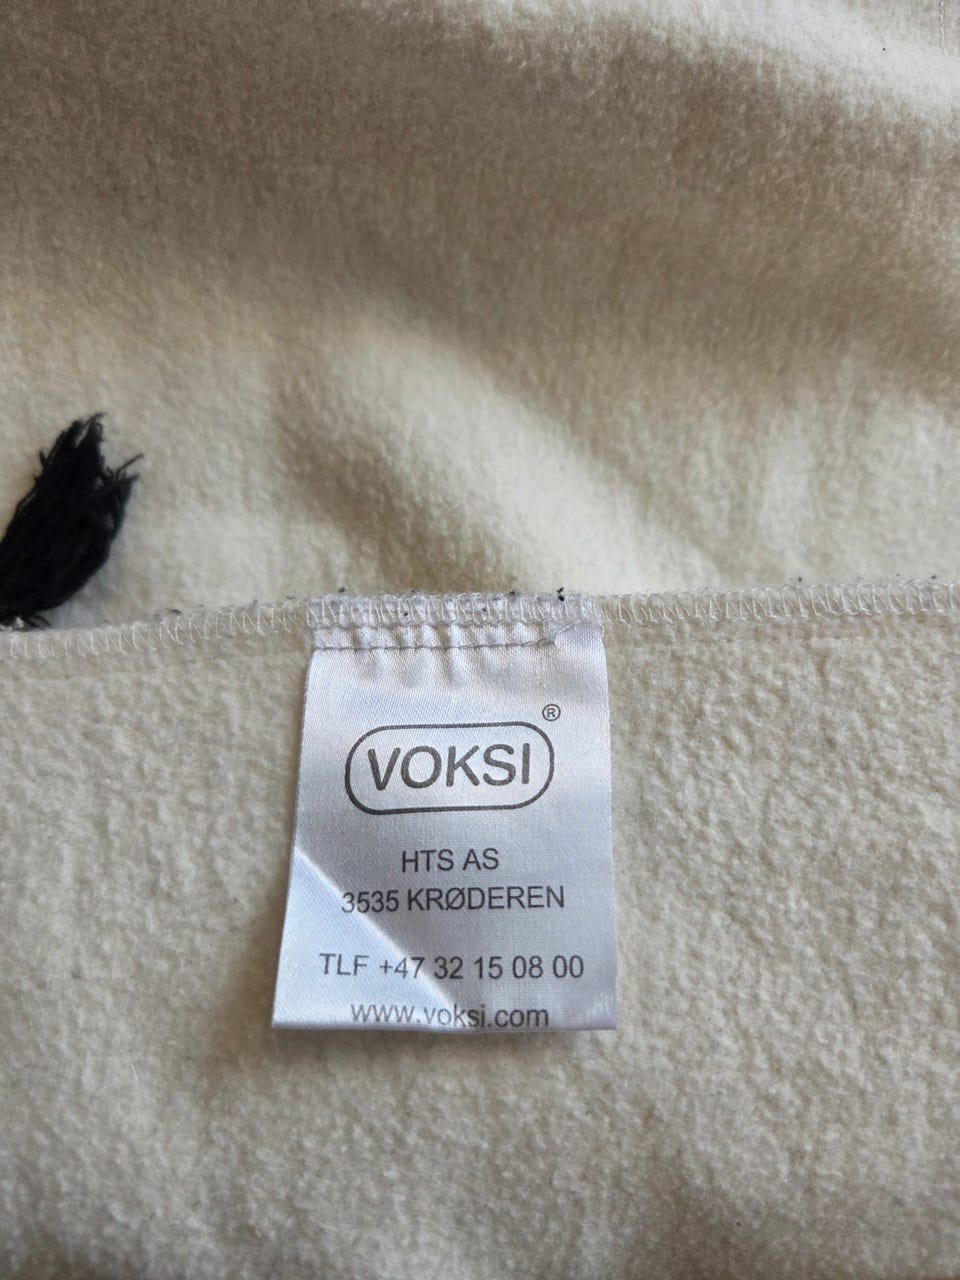 VOKSI®
HTS AS
3535 KRØDEREN
TLF +47 32 15 08 00
www.voksi.com